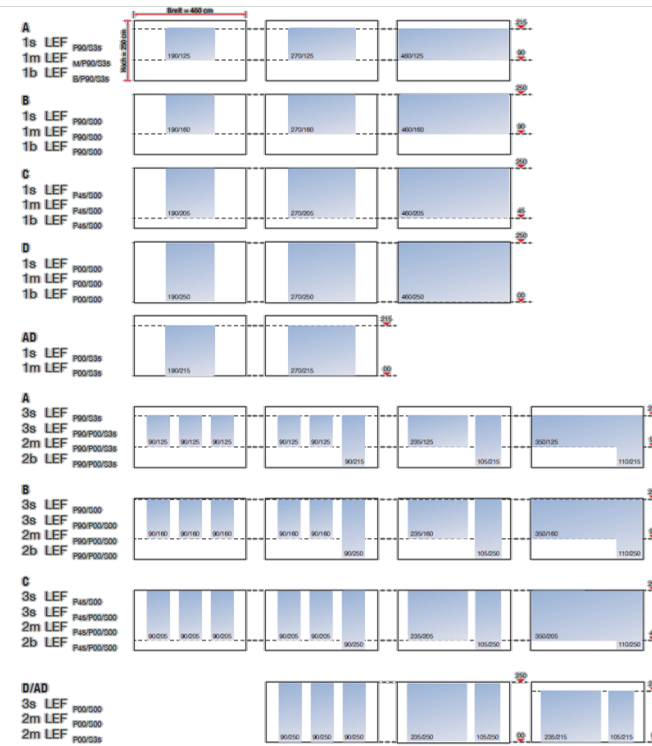 Breit = 460 cm
Hoch = 250 cm
A
1s LEF P90/S35
1m LEF M/P90/S35
1b LEF B/P90/S35
190/125 270/125 460/125
215
90
B
1s LEF P90/S00
1m LEF P90/S00
1b LEF P90/S00
190/160 270/160 460/160
250
90
C
1s LEF P45/S00
1m LEF P45/S00
1b LEF P45/S00
190/205 270/205 460/205
250
45
D
1s LEF P00/S00
1m LEF P00/S00
1b LEF P00/S00
190/250 270/250 460/250
250
00
AD
1s LEF P00/S35
1m LEF P00/S35
190/215 270/215
215
00
A
3s LEF P90/S35
3s LEF P90/P00/S35
2m LEF P90/P00/S35
2b LEF P90/P00/S35
90/125 90/125 90/125 90/125 90/125 90/215 235/125 105/215 350/125 110/215
B
3s LEF P90/S00
3s LEF P90/P00/S00
2m LEF P90/P00/S00
2b LEF P90/P00/S00
90/160 90/160 90/160 90/160 90/160 90/250 235/160 105/250 350/160 110/250
C
3s LEF P45/S00
3s LEF P45/P00/S00
2m LEF P45/P00/S00
2b LEF P45/P00/S00
90/205 90/205 90/205 90/205 90/205 90/250 235/205 105/250 350/205 110/250
D/AD
3s LEF P00/S00
2m LEF P00/S00
2m LEF P00/S35
90/250 90/250 90/250 235/250 105/250 235/215 105/215
250
00